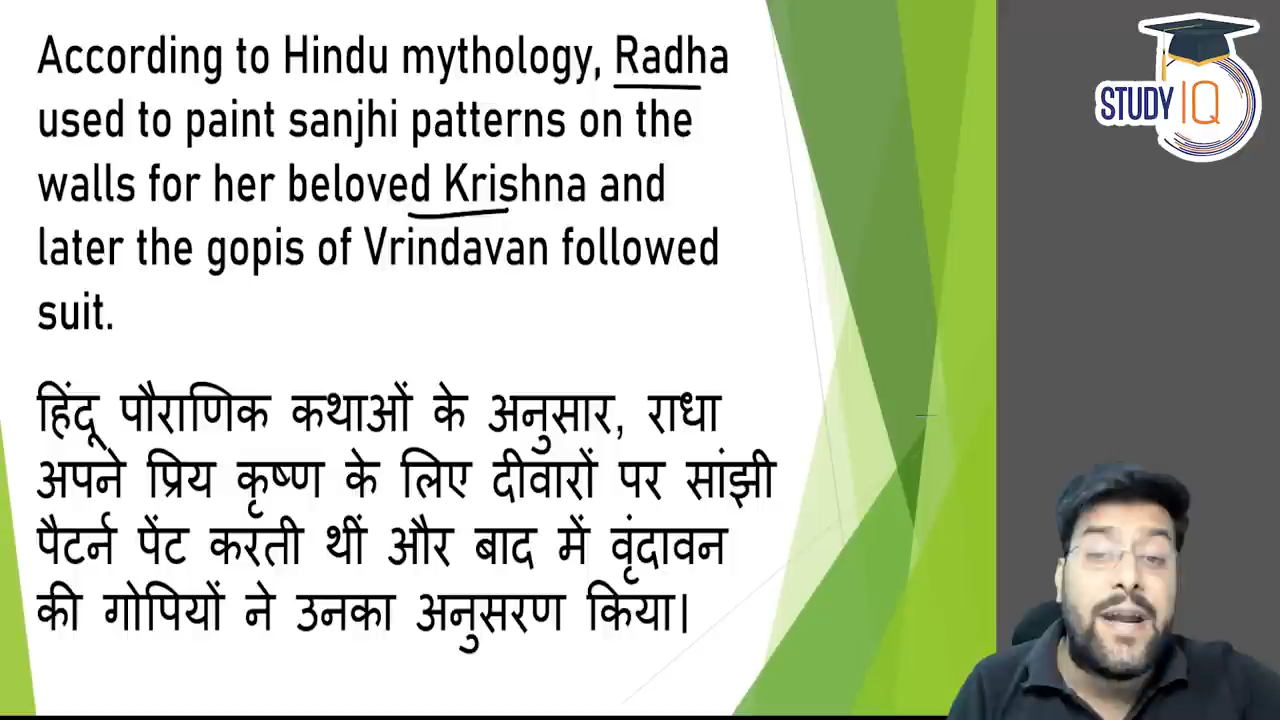 According to Hindu mythology, Radha
used to paint sanjhi patterns on the
walls for her beloved Krishna and
later the gopis of Vrindavan followed
suit.
हिंदू पौराणिक कथाओं के अनुसार, राधा
अपने प्रिय कृष्ण के लिए दीवारों पर सांझी
पैटर्न पेंट करती थीं और बाद में वृंदावन
की गोपियों ने उनका अनुसरण किया।
STUDY IQ